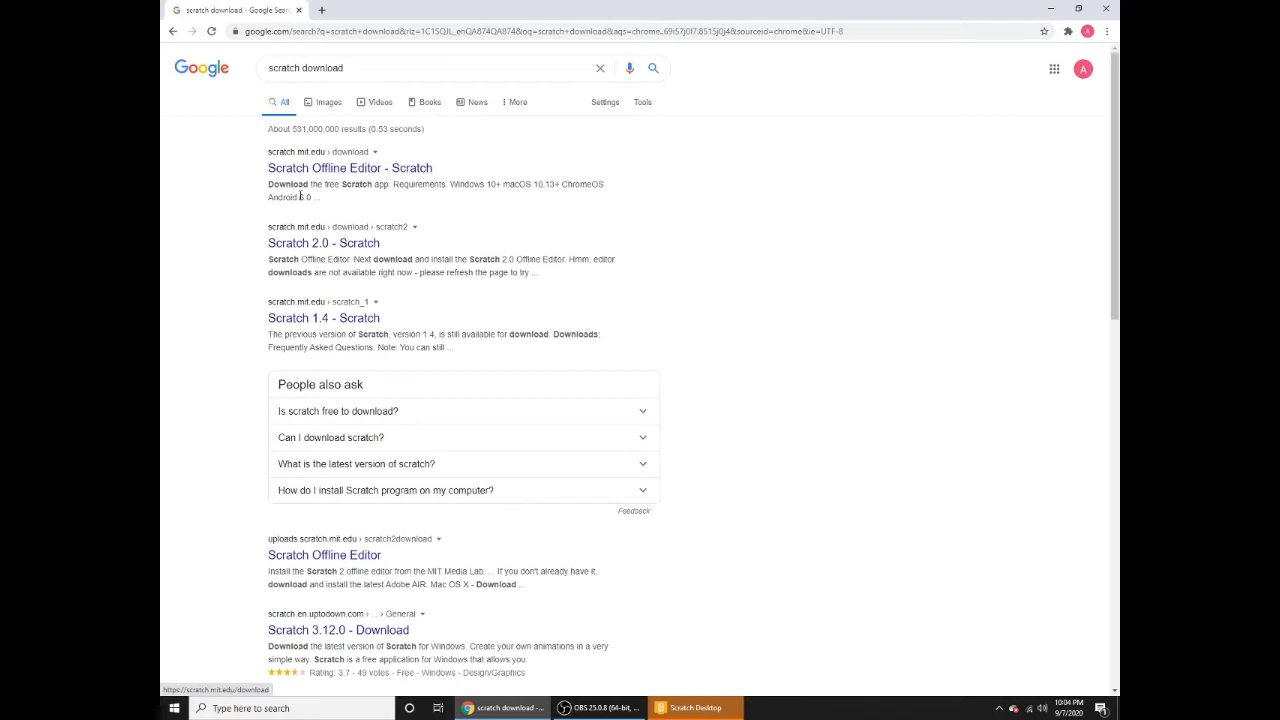 scratch download - Google Searc
google.com/search?q=scratch+download&rlz=1C1SQJL_enQA874QA874&oq=scratch+download&aqs=chrome..69i57j0l7.8515j0j4&sourceid=chrome&ie=UTF-8
A
Google
scratch download
A
All
Images
Videos
Books
News
More
Settings
Tools
About 531,000,000 results (0.53 seconds)
scratch.mit.edu › download
Scratch Offline Editor - Scratch
Download the free Scratch app. Requirements. Windows 10+ macOS 10.13+ ChromeOS
Android 6.0 ...
scratch.mit.edu › download › scratch2
Scratch 2.0 - Scratch
Scratch Offline Editor. Next download and install the Scratch 2.0 Offline Editor. Hmm, editor
downloads are not available right now - please refresh the page to try ...
scratch.mit.edu › scratch_1
Scratch 1.4 - Scratch
The previous version of Scratch, version 1.4, is still available for download. Downloads;
Frequently Asked Questions. Note: You can still ...
People also ask
Is scratch free to download?
Can I download scratch?
What is the latest version of scratch?
How do I install Scratch program on my computer?
Feedback
uploads.scratch.mit.edu › scratch2download
Scratch Offline Editor
Install the Scratch 2 offline editor from the MIT Media Lab. ... If you don't already have it,
download and install the latest Adobe AIR. Mac OS X - Download ...
scratch.en.uptodown.com › ... › General
Scratch 3.12.0 - Download
Download the latest version of Scratch for Windows. Create your own animations in a very
simple way. Scratch is a free application for Windows that allows you.
Rating: 3.7 - 49 votes - Free - Windows - Design/Graphics
https://scratch.mit.edu/download
Type here to search
scratch download -...
OBS 25.0.8 (64-bit, ...
Scratch Desktop
10:04 PM
9/7/2020
1